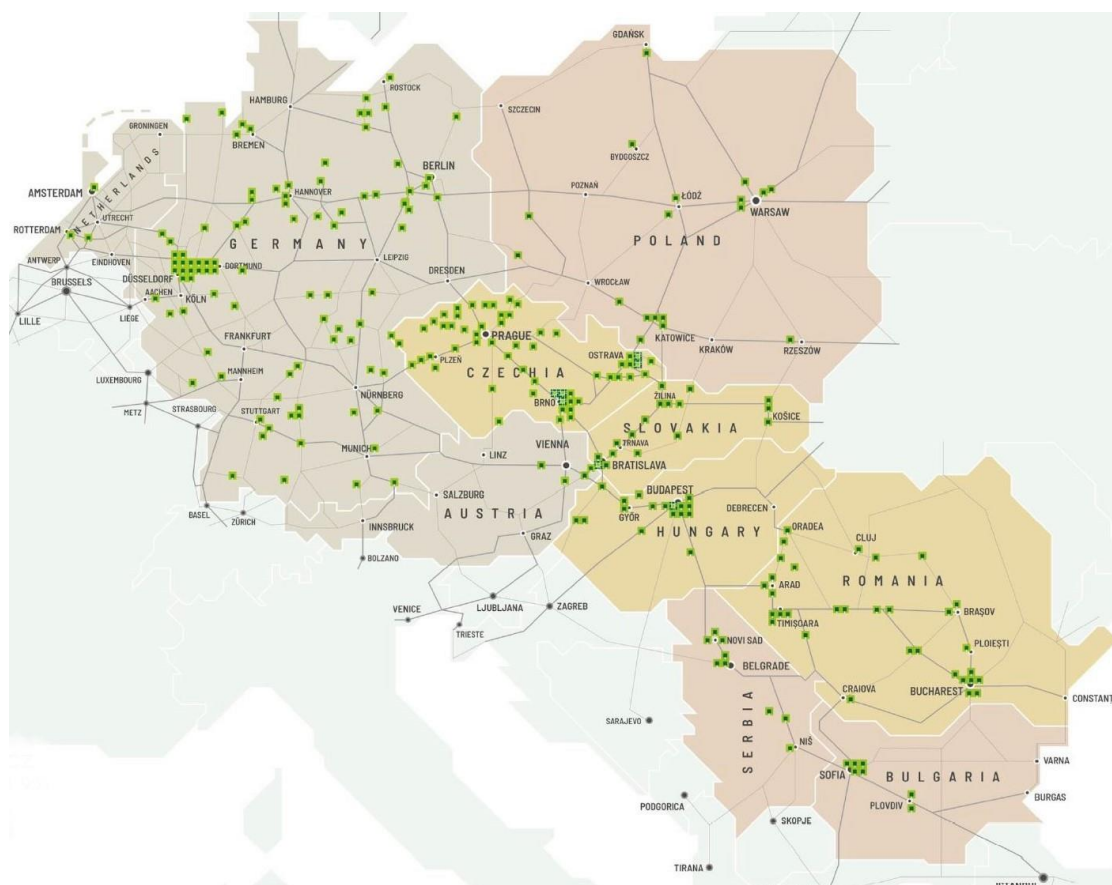 GDAŃSK
ROSTOCK
HAMBURG
SZCZECIN
GRONINGEN
BREMEN
BYDGOSZCZ
NETHERLANDS
BERLIN
AMSTERDAM
HANNOVER
POZNAŃ
ŁÓDŹ
WARSAW
UTRECHT
ROTTERDAM
GERMANY
POLAND
ANTWERP
EINDHOVEN
DORTMUND
LEIPZIG
BRUSSELS
DÜSSELDORF
DRESDEN
WROCŁAW
AACHEN
KÖLN
LIÉGE
LILLE
FRANKFURT
PRAGUE
KATOWICE
KRAKÓW
RZESZÓW
OSTRAVA
PLZEŇ
CZECHIA
LUXEMBOURG
MANNHEIM
NÜRNBERG
BRNO
ŽILINA
METZ
STRASBOURG
STUTTGART
KOŠICE
SLOVAKIA
VIENNA
TRNAVA
MUNICH
LINZ
BRATISLAVA
SALZBURG
BUDAPEST
BASEL
ZÜRICH
AUSTRIA
GYŐR
DEBRECEN
INNSBRUCK
HUNGARY
ORADEA
GRAZ
CLUJ
BOLZANO
ROMANIA
ARAD
LJUBLJANA
ZAGREB
VENICE
BRAŞOV
TIMIŞOARA
TRIESTE
NOVI SAD
PLOIEŞTI
BELGRADE
BUCHAREST
CRAIOVA
CONSTANŢ
SARAJEVO
SERBIA
NIŠ
VARNA
SOFIA
BULGARIA
BURGAS
PODGORICA
PLOVDIV
SKOPJE
TIRANA